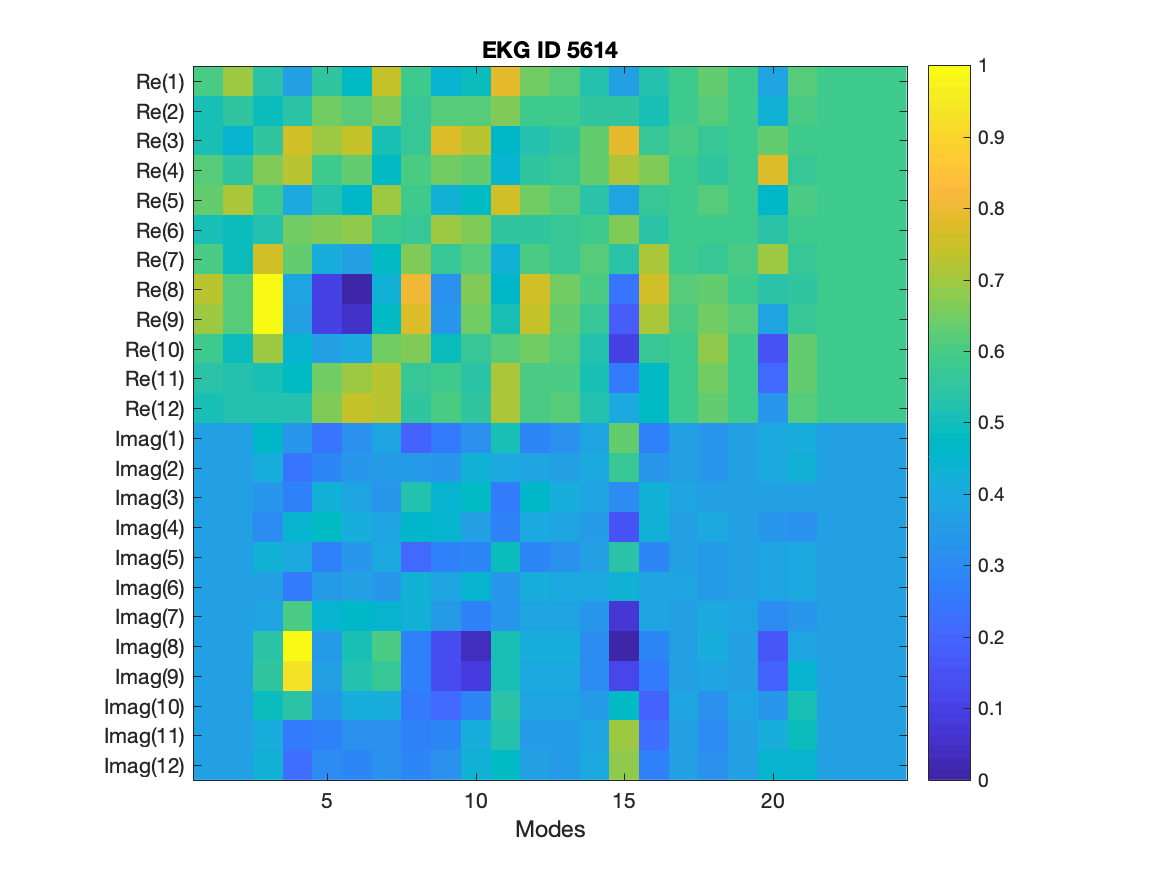 EKG ID 5614
Re(1)
Re(2)
Re(3)
Re(4)
Re(5)
Re(6)
Re(7)
Re(8)
Re(9)
Re(10)
Re(11)
Re(12)
Imag(1)
Imag(2)
Imag(3)
Imag(4)
Imag(5)
Imag(6)
Imag(7)
Imag(8)
Imag(9)
Imag(10)
Imag(11)
Imag(12)
5 10 15 20
Modes
1
0.9
0.8
0.7
0.6
0.5
0.4
0.3
0.2
0.1
0